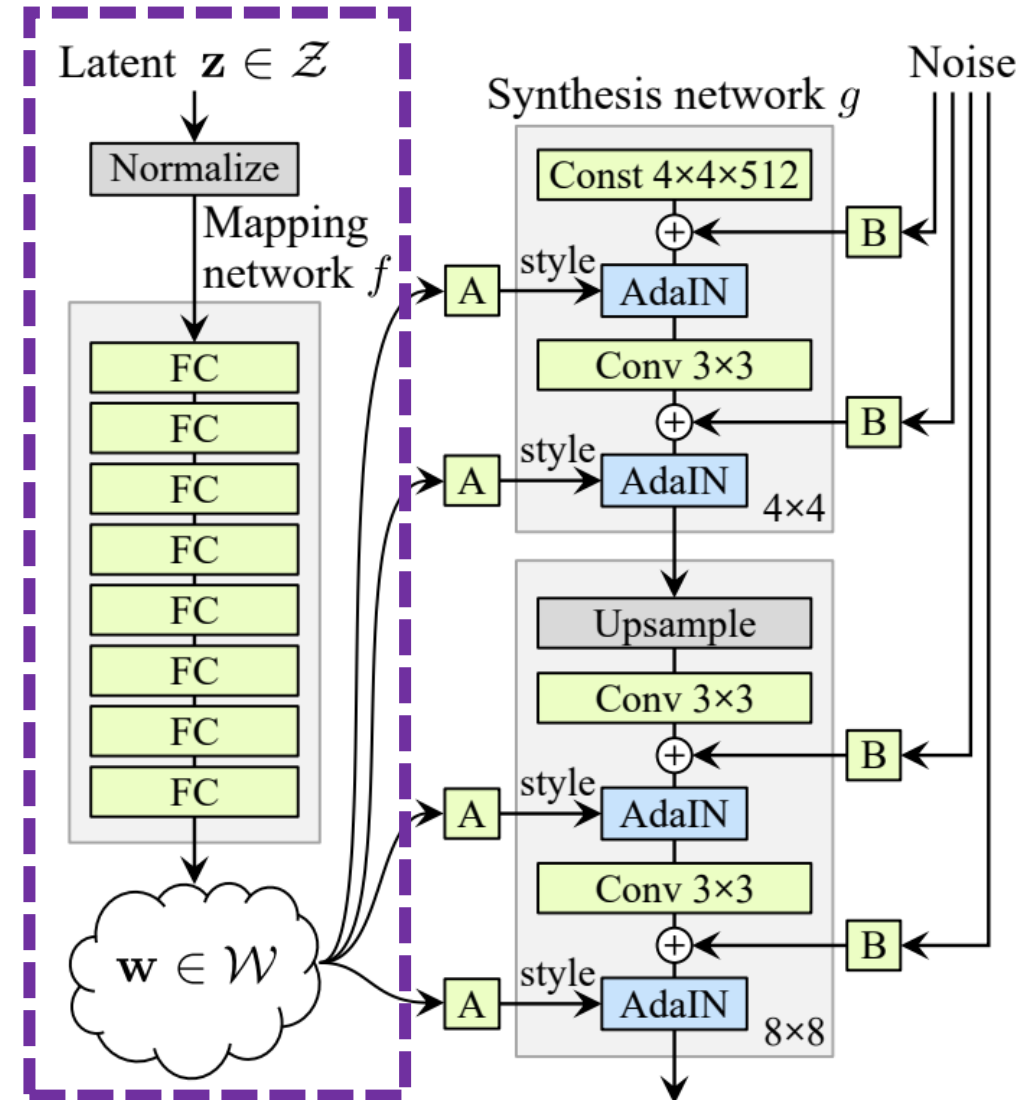 Latent z ∈ 𝒵
Normalize
Mapping
network f
FC
FC
FC
FC
FC
FC
FC
FC
w ∈ 𝒲
A
A
A
A
style
style
style
style
Synthesis network g
Const 4×4×512
+
AdaIN
Conv 3×3
+
AdaIN
4×4
Upsample
Conv 3×3
+
AdaIN
Conv 3×3
+
AdaIN
8×8
Noise
B
B
B
B